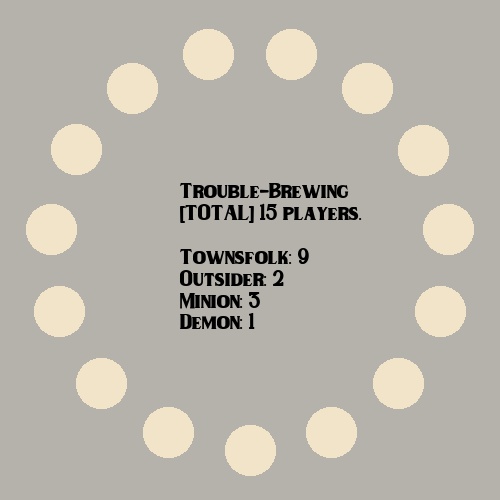 Trouble-Brewing
[TOTAL] 15 players.
Townsfolk: 9
Outsider: 2
Minion: 3
Demon: 1